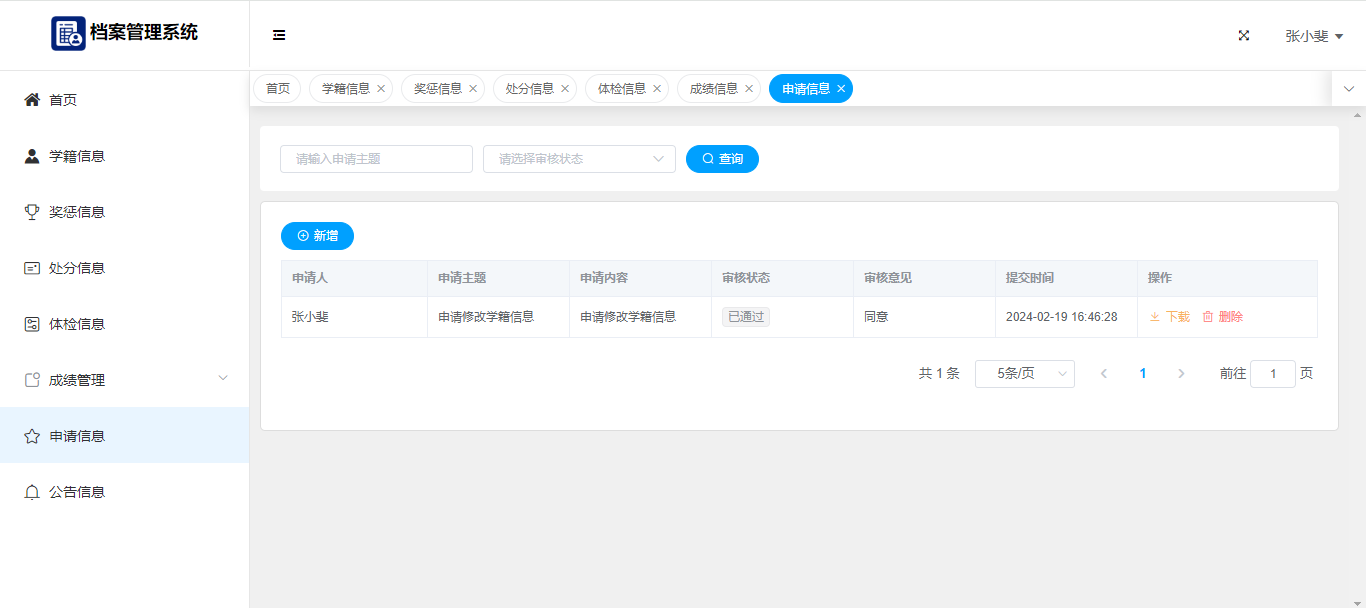 档案管理系统
张小斐
首页
学籍信息
奖惩信息
处分信息
体检信息
成绩管理
申请信息
公告信息
首页 学籍信息 奖惩信息 处分信息 体检信息 成绩信息 申请信息
请输入申请主题 请选择审核状态 查询
新增
申请人 申请主题 申请内容 审核状态 审核意见 提交时间 操作
张小斐 申请修改学籍信息 申请修改学籍信息 已通过 同意 2024-02-19 16:46:28 下载 删除
共 1 条 5条/页 1 前往 1 页